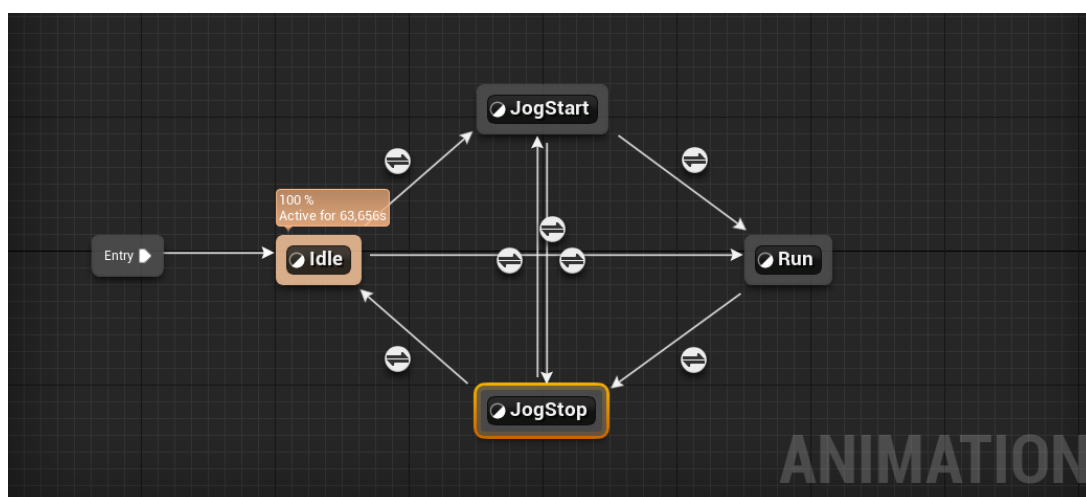 JogStart
100 %
Active for 63,656s
Entry
Idle
Run
JogStop
ANIMATION